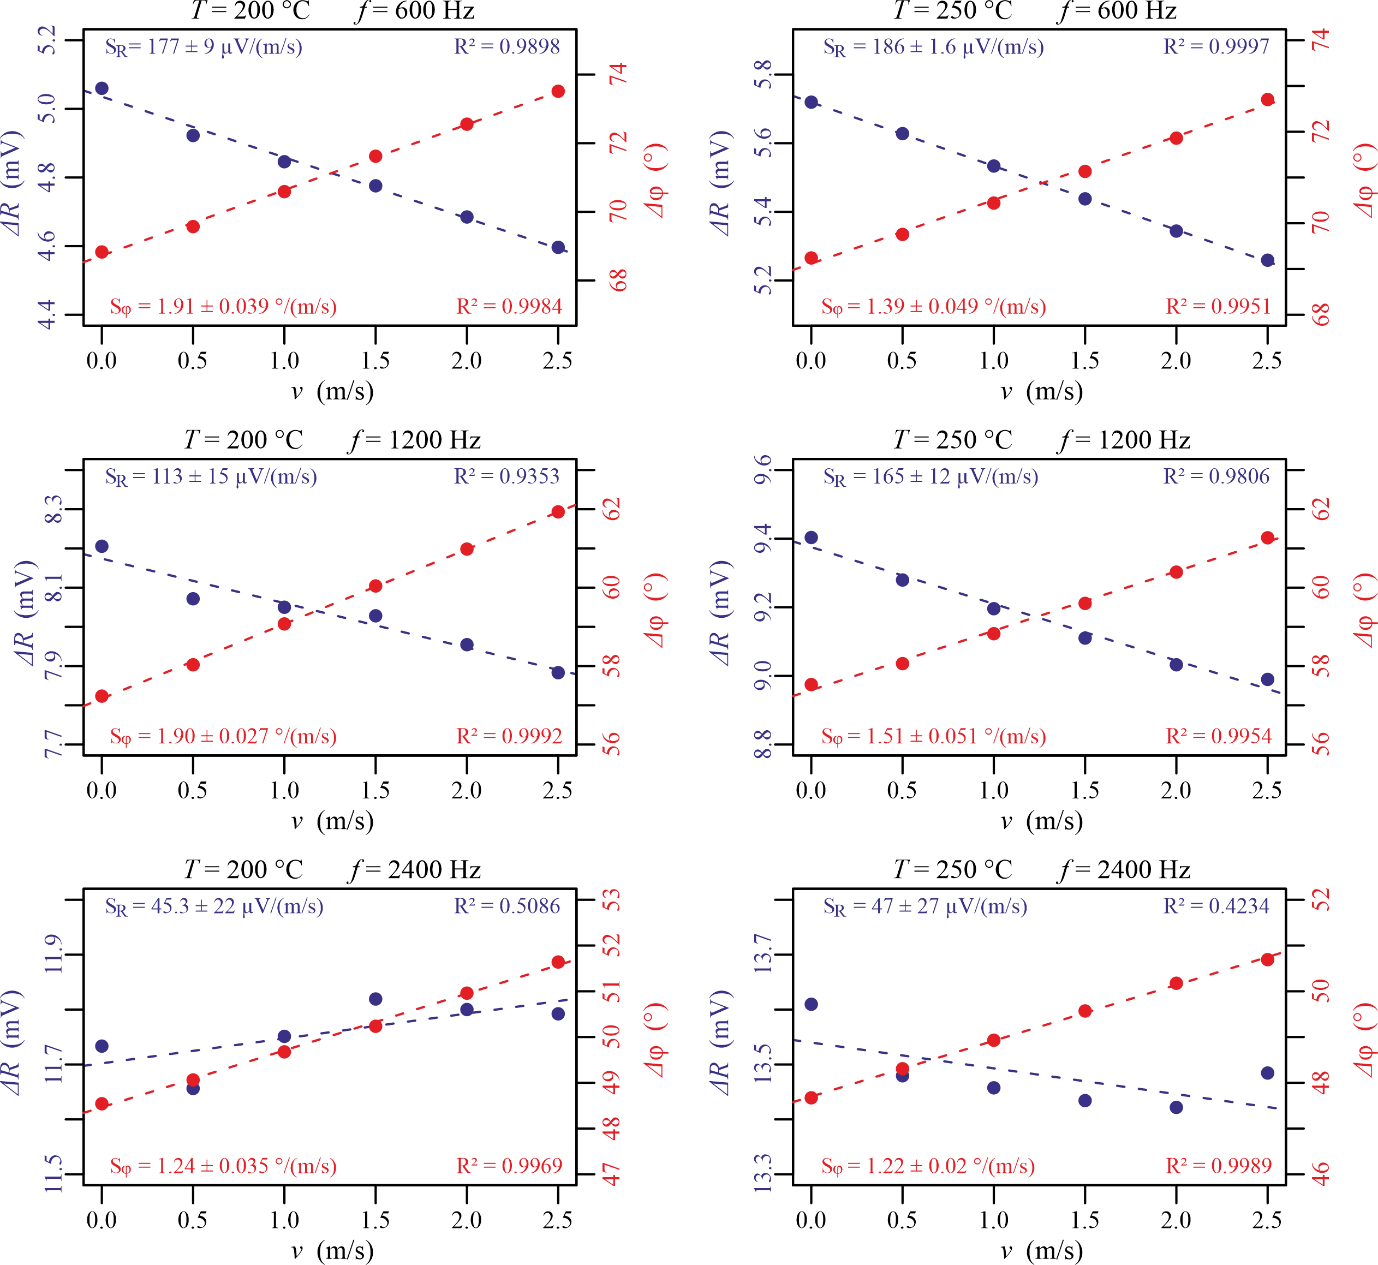 T = 200 °C f = 600 Hz
S_R = 177 ± 9 µV/(m/s) R² = 0.9898
ΔR (mV)
5.2
5.0
4.8
4.6
4.4
74
72
70
68
Δφ (°)
Sφ = 1.91 ± 0.039 °/(m/s) R² = 0.9984
0.0 0.5 1.0 1.5 2.0 2.5
v (m/s)
T = 250 °C f = 600 Hz
S_R = 186 ± 1.6 µV/(m/s) R² = 0.9997
ΔR (mV)
5.8
5.6
5.4
5.2
74
72
70
68
Δφ (°)
Sφ = 1.39 ± 0.049 °/(m/s) R² = 0.9951
0.0 0.5 1.0 1.5 2.0 2.5
v (m/s)
T = 200 °C f = 1200 Hz
S_R = 113 ± 15 µV/(m/s) R² = 0.9353
ΔR (mV)
8.3
8.1
7.9
7.7
62
60
58
56
Δφ (°)
Sφ = 1.90 ± 0.027 °/(m/s) R² = 0.9992
0.0 0.5 1.0 1.5 2.0 2.5
v (m/s)
T = 250 °C f = 1200 Hz
S_R = 165 ± 12 µV/(m/s) R² = 0.9806
ΔR (mV)
9.6
9.4
9.2
9.0
8.8
62
60
58
56
Δφ (°)
Sφ = 1.51 ± 0.051 °/(m/s) R² = 0.9954
0.0 0.5 1.0 1.5 2.0 2.5
v (m/s)
T = 200 °C f = 2400 Hz
S_R = 45.3 ± 22 µV/(m/s) R² = 0.5086
ΔR (mV)
11.9
11.7
11.5
53
52
51
50
49
48
47
Δφ (°)
Sφ = 1.24 ± 0.035 °/(m/s) R² = 0.9969
0.0 0.5 1.0 1.5 2.0 2.5
v (m/s)
T = 250 °C f = 2400 Hz
S_R = 47 ± 27 µV/(m/s) R² = 0.4234
ΔR (mV)
13.7
13.5
13.3
52
50
48
46
Δφ (°)
Sφ = 1.22 ± 0.02 °/(m/s) R² = 0.9989
0.0 0.5 1.0 1.5 2.0 2.5
v (m/s)